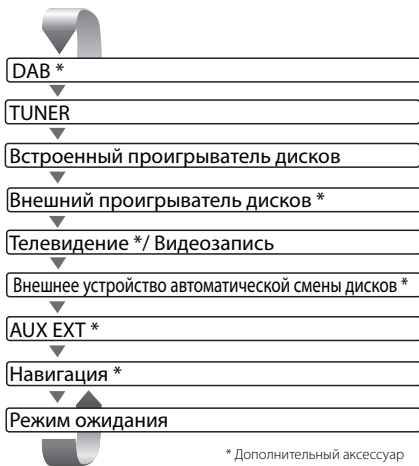 DAB *
TUNER
Встроенный проигрыватель дисков
Внешний проигрыватель дисков *
Телевидение */ Видеозапись
Внешнее устройство автоматической смены дисков *
AUX EXT *
Навигация *
Режим ожидания
* Дополнительный аксессуар